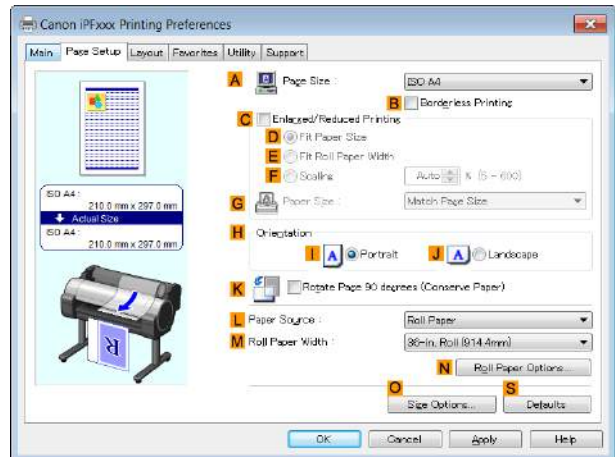 Canon iPFxxx Printing Preferences
Main Page Setup Layout Favorites Utility Support
A Page Size : ISO A4
B Borderless Printing
C Enlarged/Reduced Printing
D Fit Paper Size
E Fit Roll Paper Width
F Scaling Auto % (5 - 600)
G Paper Size : Match Page Size
ISO A4 :
210.0 mm x 297.0 mm
Actual Size
ISO A4 :
210.0 mm x 297.0 mm
H Orientation
I A Portrait J A Landscape
K Rotate Page 90 degrees (Conserve Paper)
L Paper Source : Roll Paper
M Roll Paper Width : 36-in. Roll (914.4mm)
R
N Roll Paper Options...
O S
Size Options... Defaults
OK Cancel Apply Help